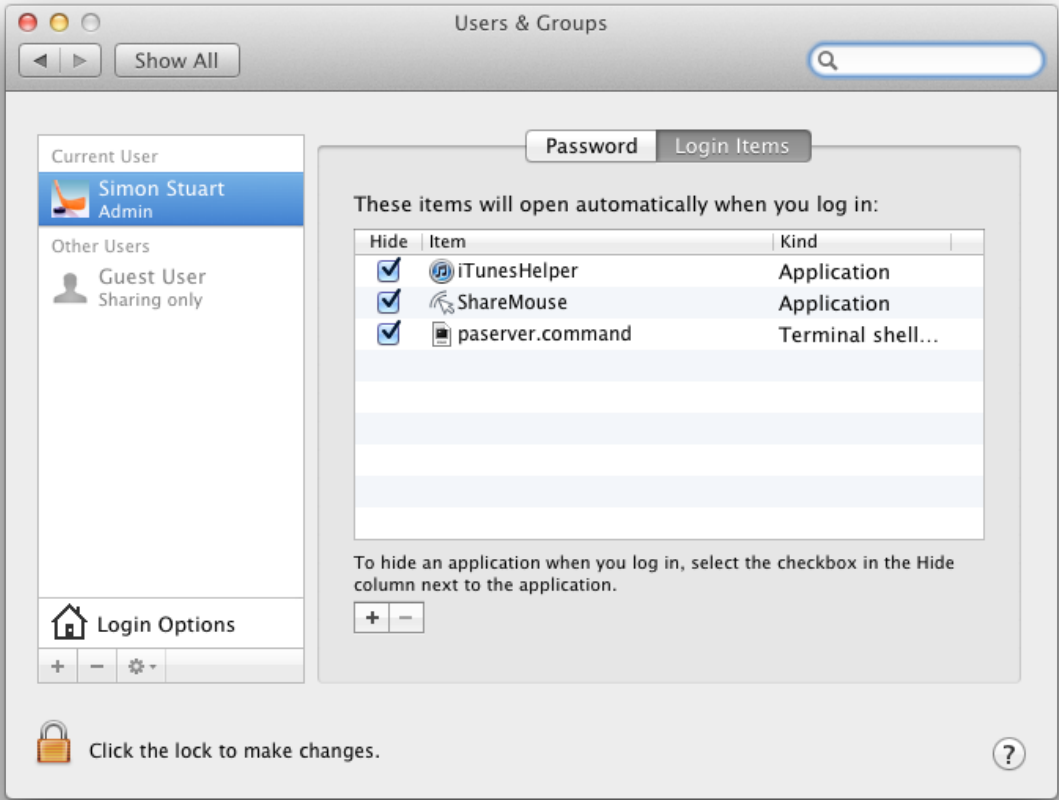 Users & Groups
Show All
Current User
Simon Stuart
Admin
Other Users
Guest User
Sharing only
Login Options
Password
Login Items
These items will open automatically when you log in:
Hide Item Kind
iTunesHelper Application
ShareMouse Application
paserver.command Terminal shell...
To hide an application when you log in, select the checkbox in the Hide
column next to the application.
+ −
+ −
Click the lock to make changes.
?